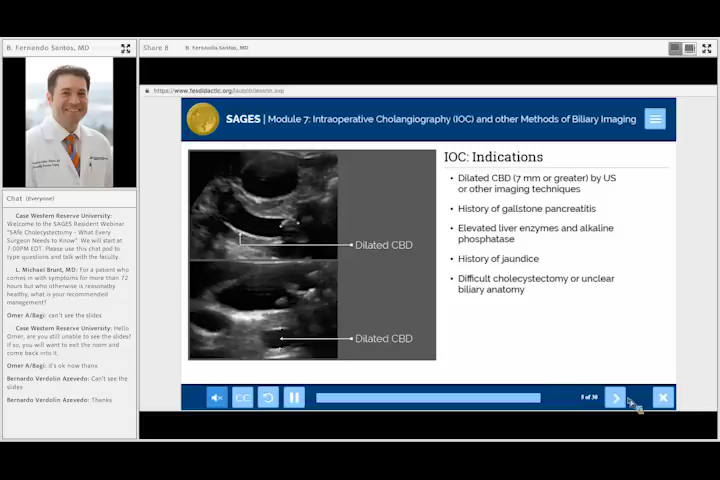 B. Fernando Santos, MD
Share 8
B. Fernando Santos, MD
https://www.fesdidactic.org/launch/lesson.asp
SAGES | Module 7: Intraoperative Cholangiography (IOC) and other Methods of Biliary Imaging
Dilated CBD
Dilated CBD
IOC: Indications
• Dilated CBD (7 mm or greater) by US
or other imaging techniques
• History of gallstone pancreatitis
• Elevated liver enzymes and alkaline
phosphatase
• History of jaundice
• Difficult cholecystectomy or unclear
biliary anatomy
CC
5 of 30
Chat (Everyone)
Case Western Reserve University:
Welcome to the SAGES Resident Webinar
"SAfe Cholecystectomy - What Every
Surgeon Needs to Know" We will start at
7:00PM EDT. Please use this chat pod to
type questions and talk with the faculty.
L. Michael Brunt, MD: For a patient who
comes in with symptoms for more than 72
hours but who otherwise is reasonably
healthy, what is your recommended
management?
Omer A/Bagi: can't see the slides
Case Western Reserve University: Hello
Omer, are you still unable to see the slides?
If so, you will want to exit the room and
come back into it.
Omer A/Bagi: it's ok now thanx
Bernardo Verdolin Azevedo: Can't see the
slides
Bernardo Verdolin Azevedo: Thanks